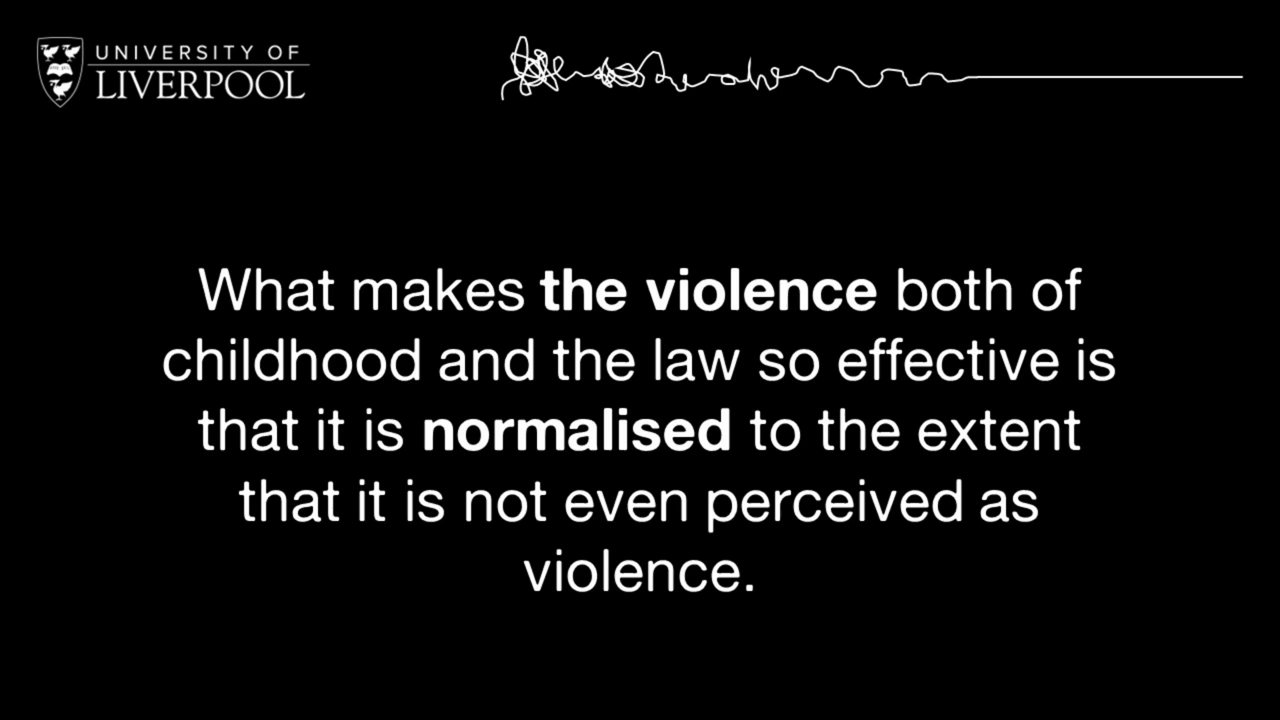 UNIVERSITY OF
LIVERPOOL
What makes the violence both of
childhood and the law so effective is
that it is normalised to the extent
that it is not even perceived as
violence.